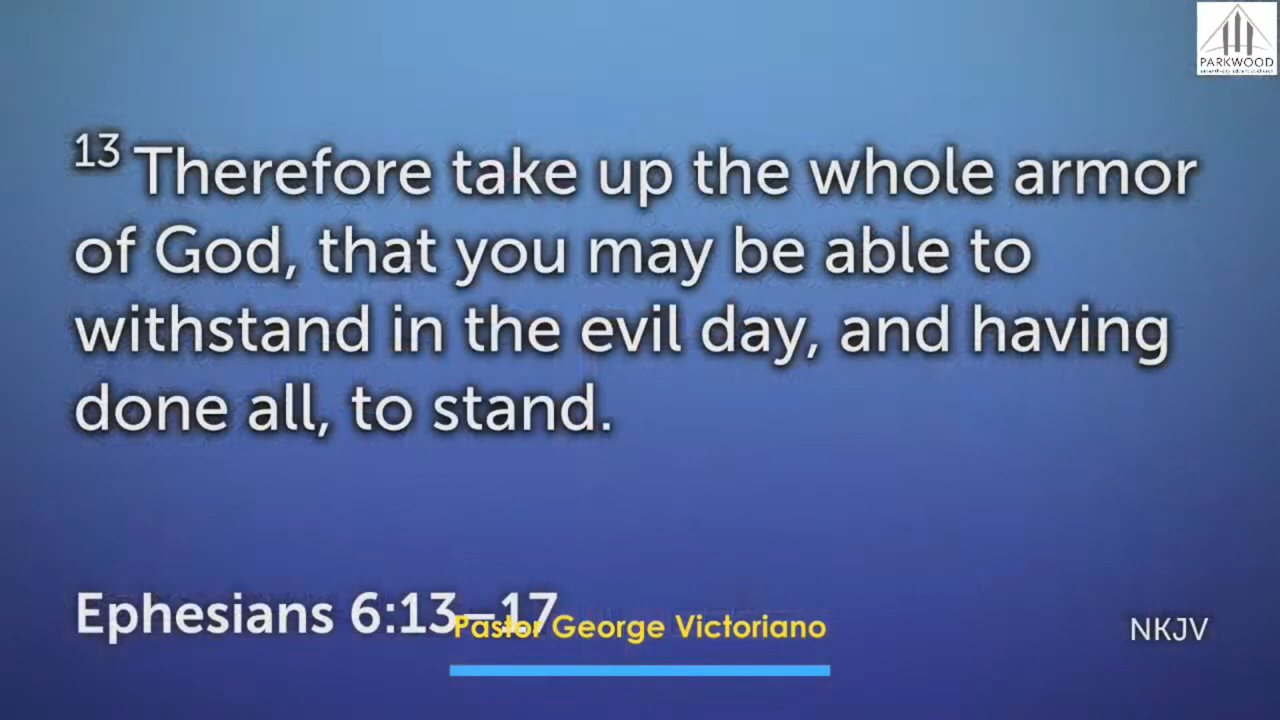 PARKWOOD
13 Therefore take up the whole armor
of God, that you may be able to
withstand in the evil day, and having
done all, to stand.
Ephesians 6:13–17
Pastor George Victoriano
NKJV